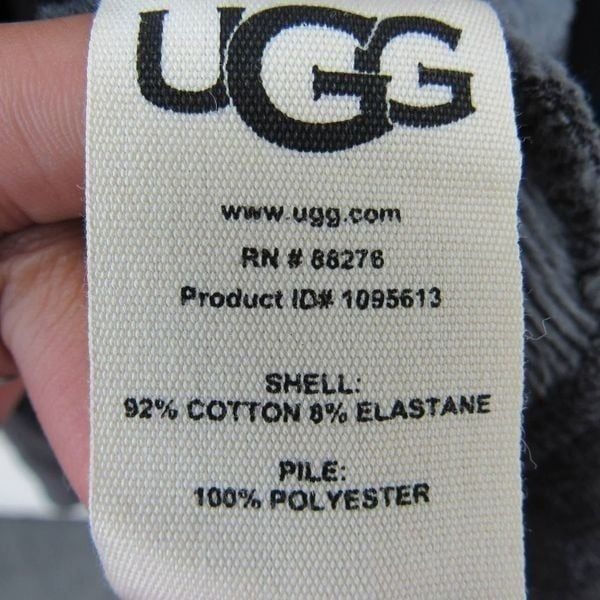 UGG
www.ugg.com
RN # 88276
Product ID# 1095613
SHELL:
92% COTTON 8% ELASTANE
PILE:
100% POLYESTER